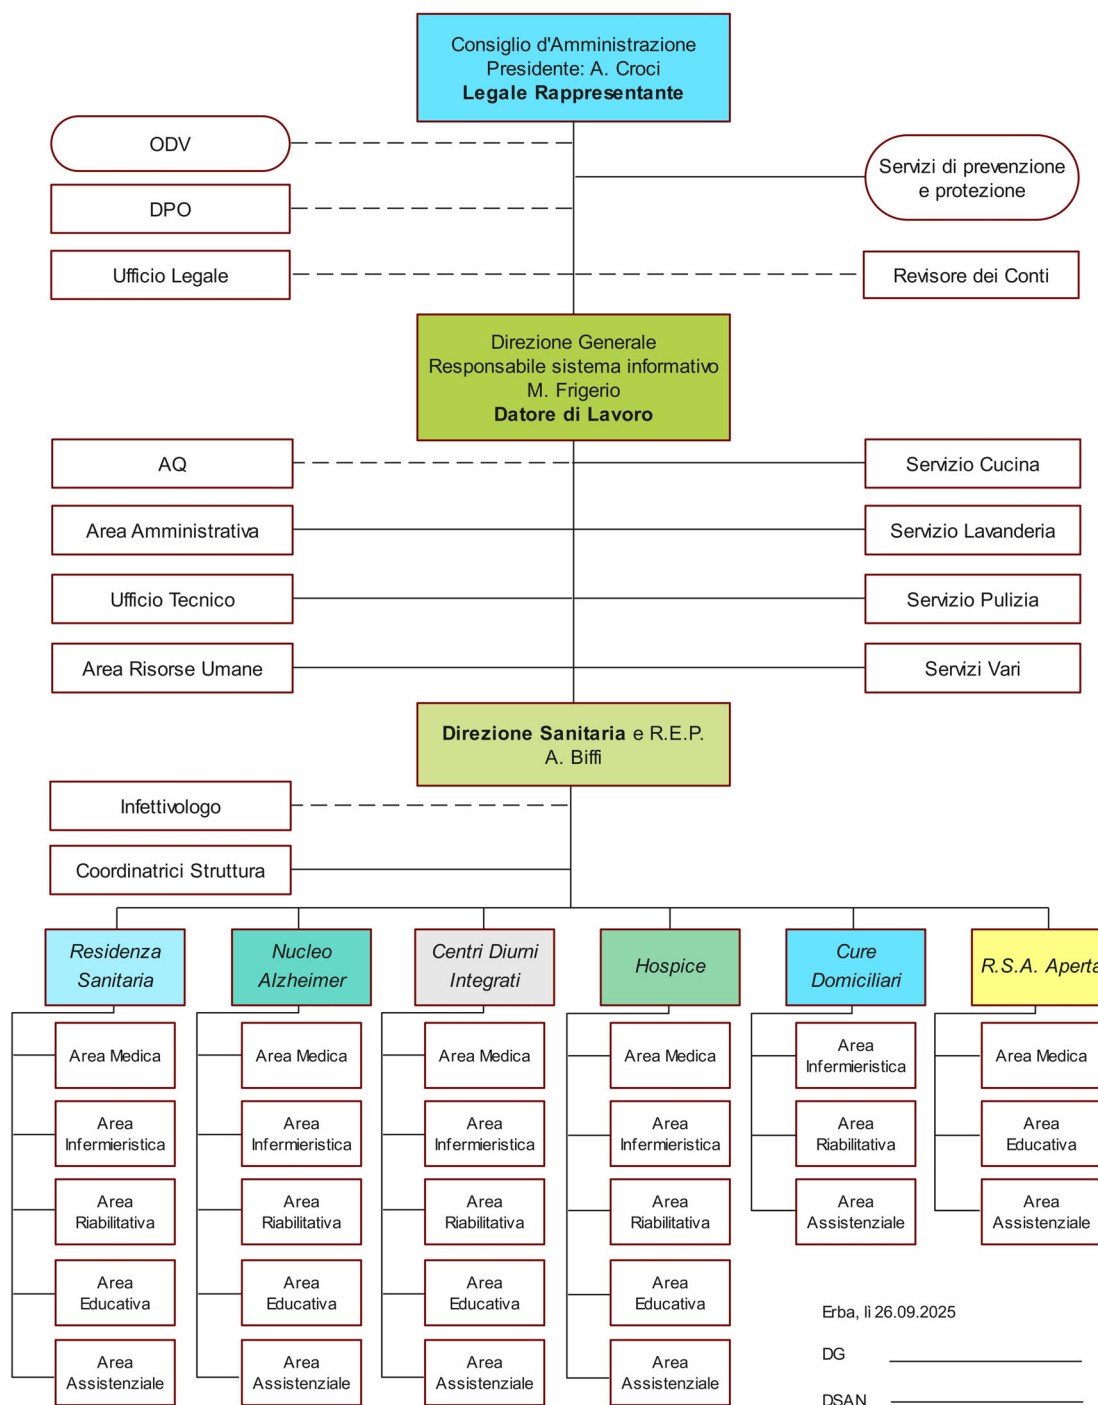 Consiglio d'Amministrazione
Presidente: A. Croci
Legale Rappresentante
ODV
Servizi di prevenzione
e protezione
DPO
Ufficio Legale
Revisore dei Conti
Direzione Generale
Responsabile sistema informativo
M. Frigerio
Datore di Lavoro
AQ
Servizio Cucina
Area Amministrativa
Servizio Lavanderia
Ufficio Tecnico
Servizio Pulizia
Area Risorse Umane
Servizi Vari
Direzione Sanitaria e R.E.P.
A. Biffi
Infettivologo
Coordinatrici Struttura
Residenza
Sanitaria
Nucleo
Alzheimer
Centri Diurni
Integrati
Hospice
Cure
Domiciliari
R.S.A. Aperta
Area Medica
Area
Infermieristica
Area
Riabilitativa
Area
Educativa
Area
Assistenziale
Area Medica
Area
Infermieristica
Area
Riabilitativa
Area
Educativa
Area
Assistenziale
Area Medica
Area
Infermieristica
Area
Riabilitativa
Area
Educativa
Area
Assistenziale
Area Medica
Area
Infermieristica
Area
Riabilitativa
Area
Educativa
Area
Assistenziale
Area
Infermieristica
Area
Riabilitativa
Area
Assistenziale
Area Medica
Area
Educativa
Area
Assistenziale
Erba, lì 26.09.2025
DG
DSAN